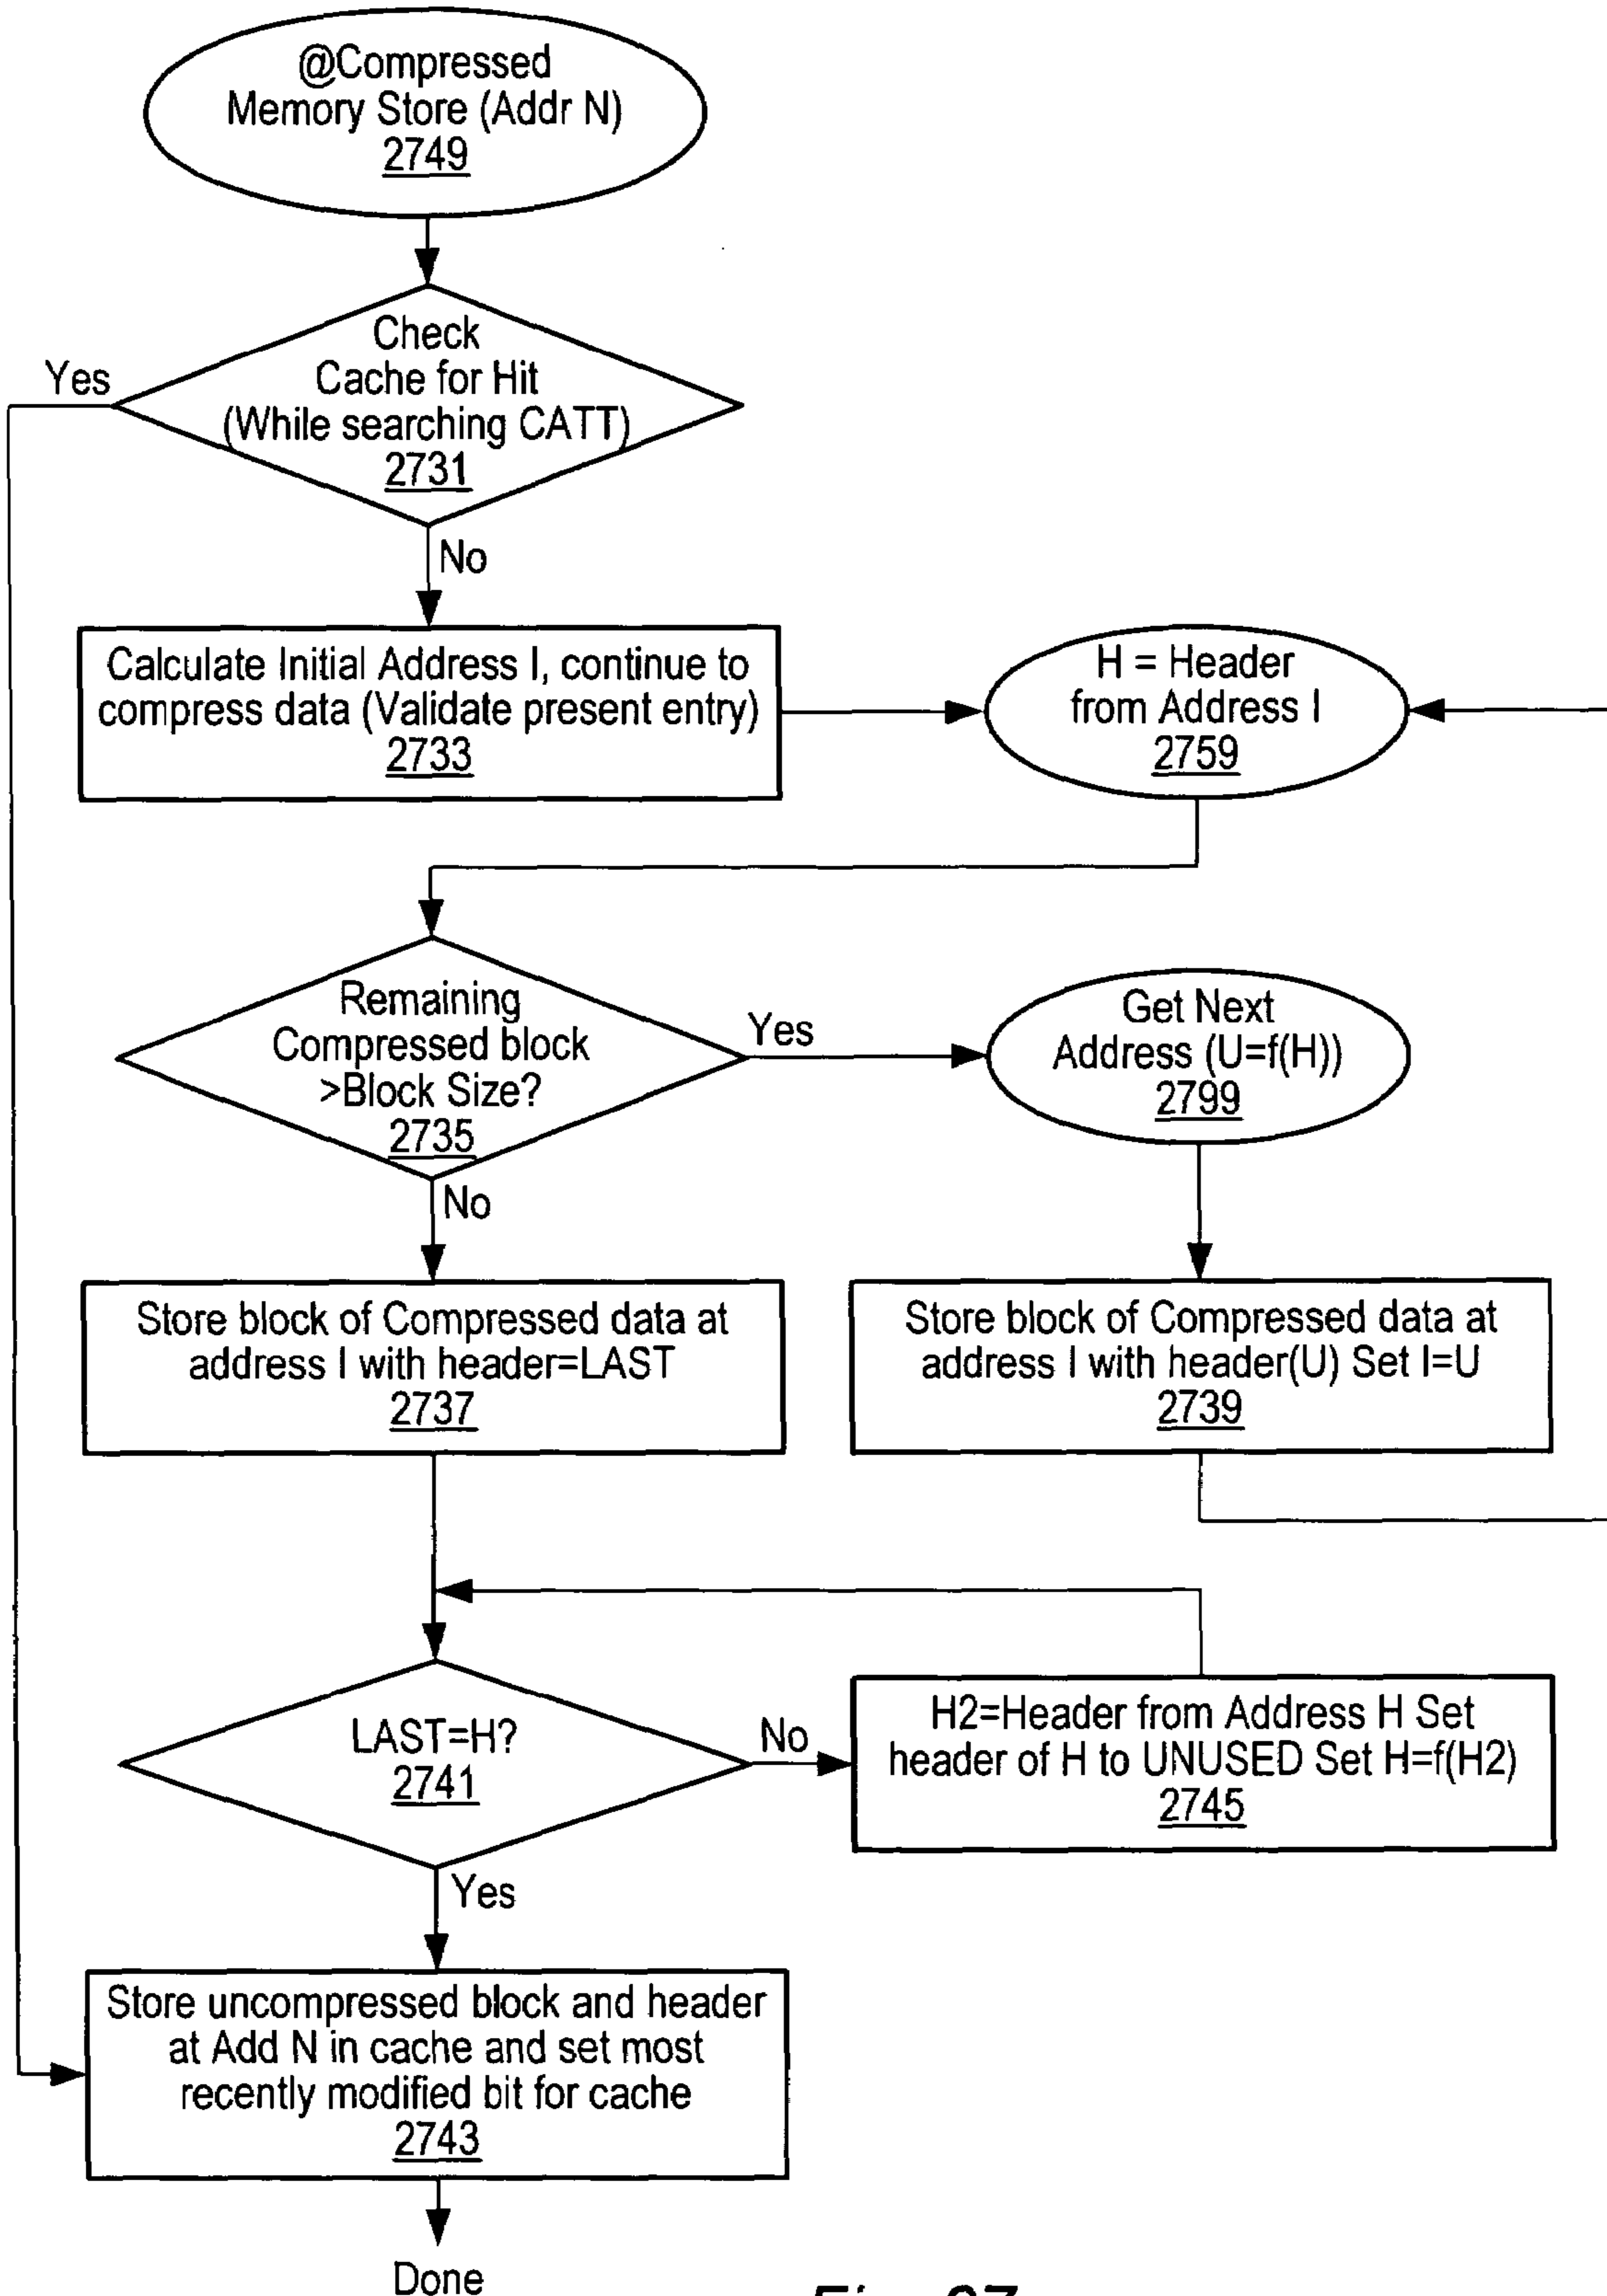 @Compressed
Memory Store (Addr N)
2749
Check
Cache for Hit
(While searching CATT)
2731
Yes
No
Calculate Initial Address I, continue to
compress data (Validate present entry)
2733
H = Header
from Address I
2759
Remaining
Compressed block
>Block Size?
2735
Yes
No
Get Next
Address (U=f(H))
2799
Store block of Compressed data at
address I with header=LAST
2737
Store block of Compressed data at
address I with header(U) Set I=U
2739
LAST=H?
2741
No
Yes
H2=Header from Address H Set
header of H to UNUSED Set H=f(H2)
2745
Store uncompressed block and header
at Add N in cache and set most
recently modified bit for cache
2743
Done